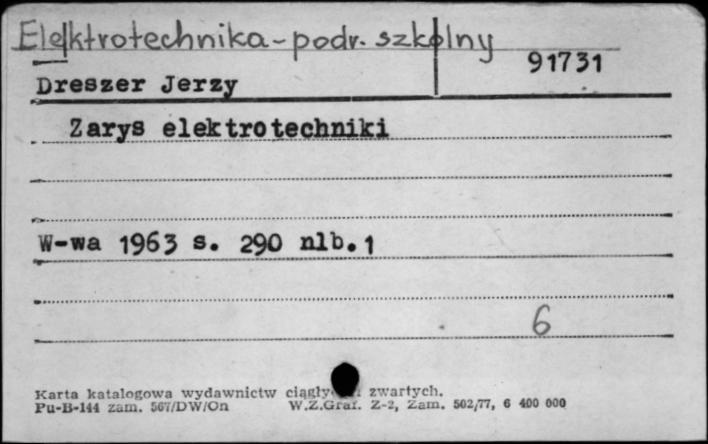 Elektrotechnika - podr. szkolny
91731
Dreszer Jerzy
Zarys elektrotechniki
W-wa 1963 s. 290 nlb.1
6
Karta katalogowa wydawnictw zwartych.
Pu-B-144 zam. 567/DW/On W.Z.Graf. Z-2, Zam. 502/77, 6 400 000